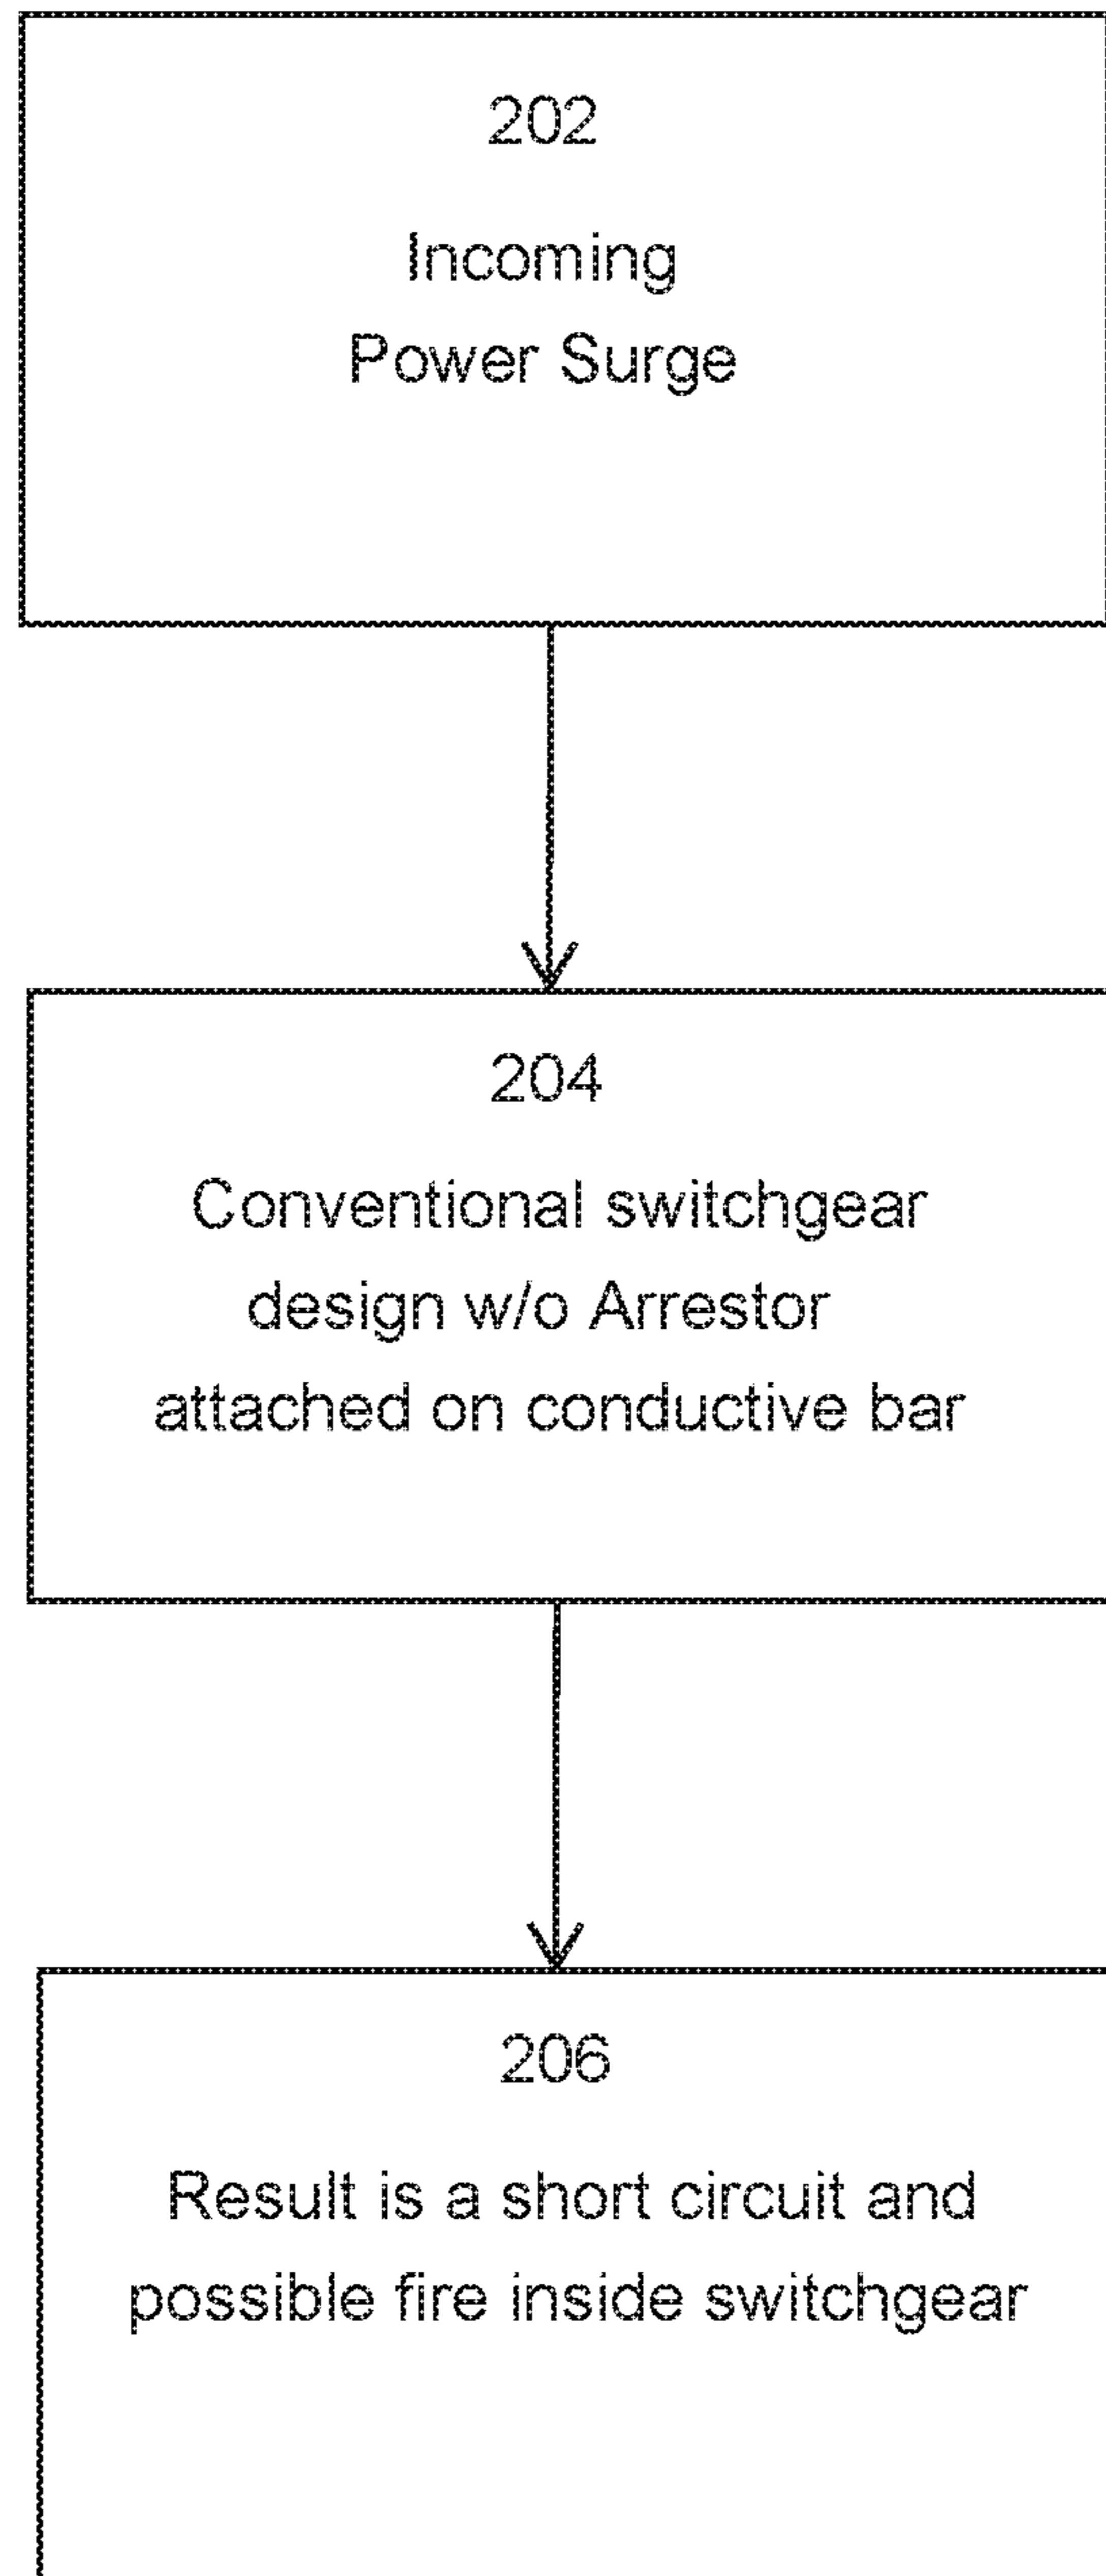 202
Incoming
Power Surge
204
Conventional switchgear
design w/o Arrestor
attached on conductive bar
206
Result is a short circuit and
possible fire inside switchgear